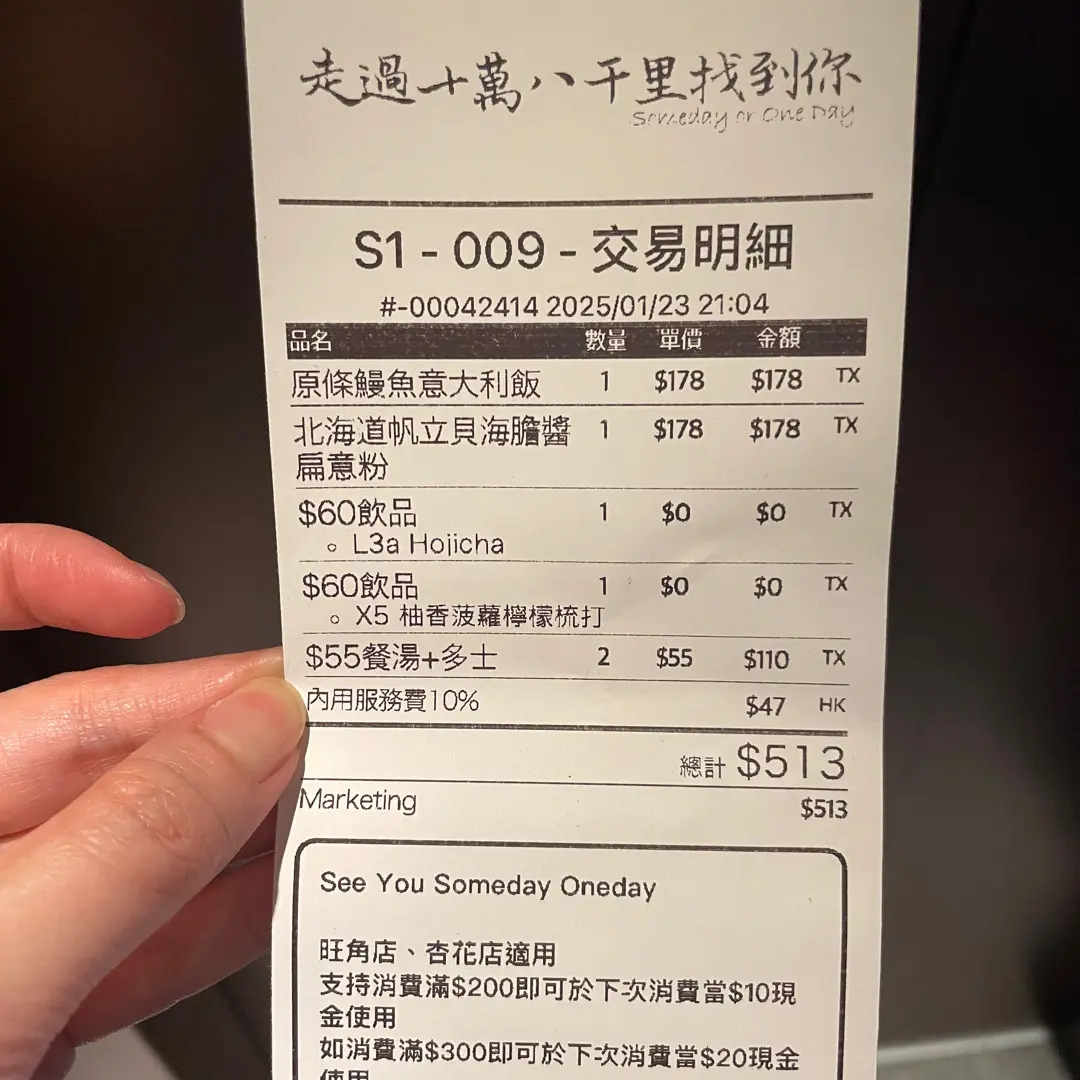 走過十萬八千里找到你
Someday or One Day
S1 - 009 - 交易明細
#-00042414 2025/01/23 21:04
品名 數量 單價 金額
原條鰻魚意大利飯 1 $178 $178 TX
北海道帆立貝海膽醬 1 $178 $178 TX
扁意粉
$60飲品 1 $0 $0 TX
L3a Hojicha
$60飲品 1 $0 $0 TX
X5 柚香菠蘿檸檬梳打
$55餐湯+多士 2 $55 $110 TX
內用服務費10% $47 HK
總計 $513
Marketing $513
See You Someday Oneday
旺角店、杏花店適用
支持消費滿$200即可於下次消費當$10現
金使用
如消費滿$300即可於下次消費當$20現金
使用